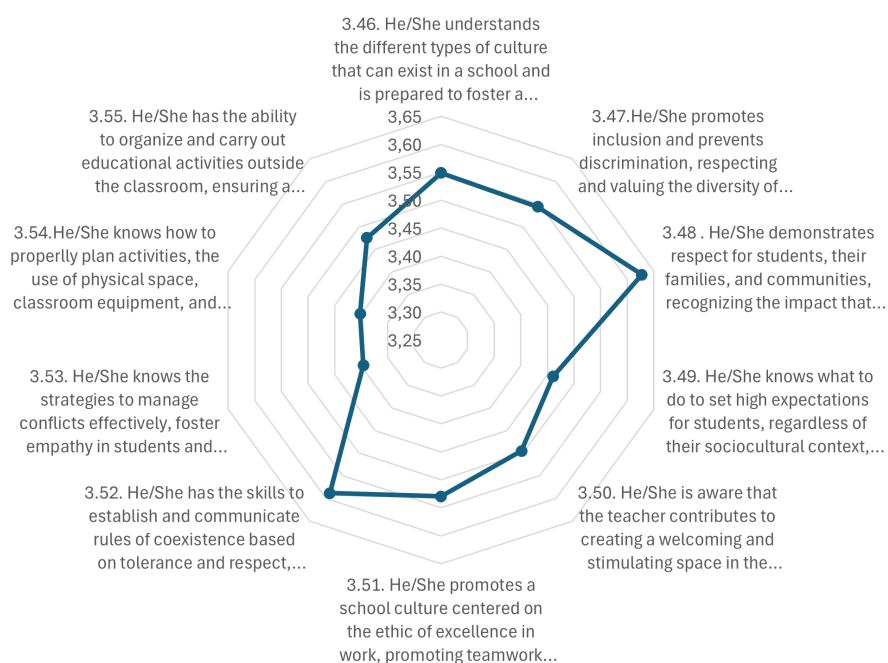 3.46. He/She understands
the different types of culture
that can exist in a school and
is prepared to foster a...
3.47.He/She promotes
inclusion and prevents
discrimination, respecting
and valuing the diversity of...
3.48 . He/She demonstrates
respect for students, their
families, and communities,
recognizing the impact that...
3.49. He/She knows what to
do to set high expectations
for students, regardless of
their sociocultural context,...
3.50. He/She is aware that
the teacher contributes to
creating a welcoming and
stimulating space in the...
3.51. He/She promotes a
school culture centered on
the ethic of excellence in
work, promoting teamwork...
3.52. He/She has the skills to
establish and communicate
rules of coexistence based
on tolerance and respect,...
3.53. He/She knows the
strategies to manage
conflicts effectively, foster
empathy in students and...
3.54.He/She knows how to
properlly plan activities, the
use of physical space,
classroom equipment, and...
3.55. He/She has the ability
to organize and carry out
educational activities outside
the classroom, ensuring a...
3,65
3,60
3,55
3,50
3,45
3,40
3,35
3,30
3,25